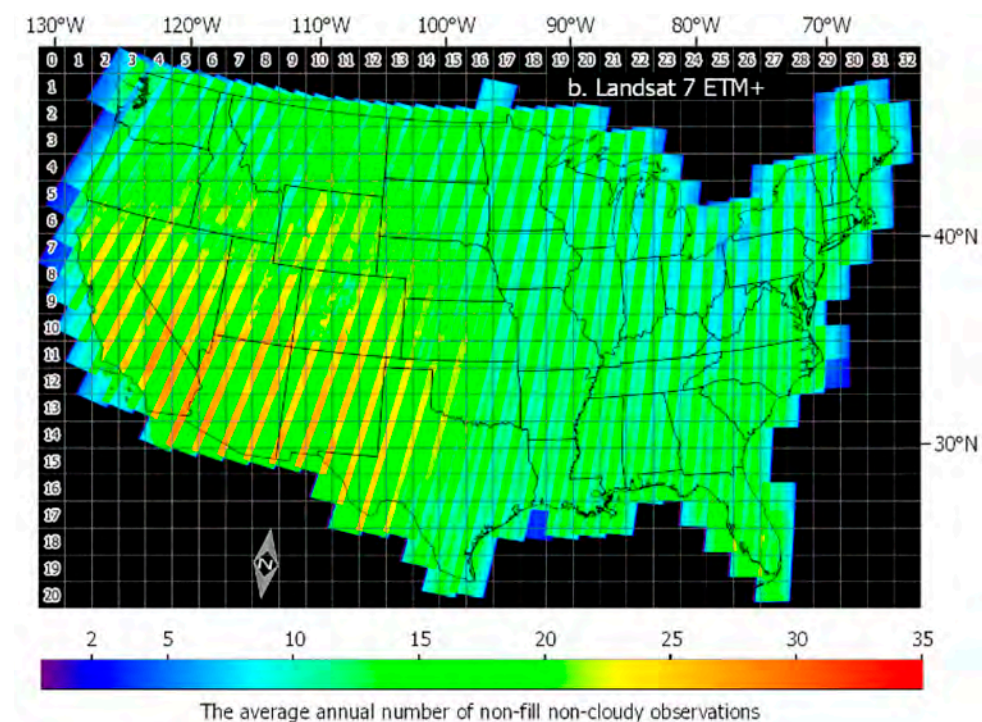 130°W 120°W 110°W 100°W 90°W 80°W 70°W
0 1 2 3 4 5 6 7 8 9 10 11 12 13 14 15 16 17 18 19 20 21 22 23 24 25 26 27 28 29 30 31 32
b. Landsat 7 ETM+
1
2
3
4
5
6
40°N
7
8
9
10
11
12
13
30°N
14
15
16
17
18
N
19
20
2 5 10 15 20 25 30 35
The average annual number of non-fill non-cloudy observations